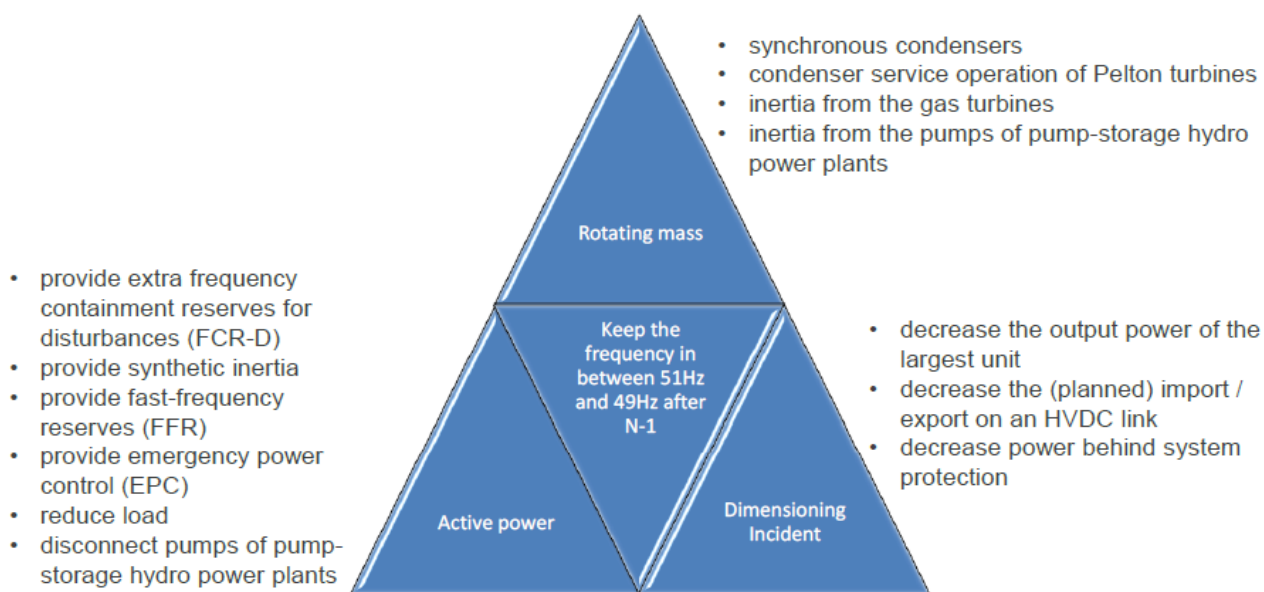 • synchronous condensers
• condenser service operation of Pelton turbines
• inertia from the gas turbines
• inertia from the pumps of pump-storage hydro
power plants
Rotating mass
• provide extra frequency
containment reserves for
disturbances (FCR-D)
• provide synthetic inertia
• provide fast-frequency
reserves (FFR)
• provide emergency power
control (EPC)
• reduce load
• disconnect pumps of pump-
storage hydro power plants
Keep the
frequency in
between 51Hz
and 49Hz after
N-1
• decrease the output power of the
largest unit
• decrease the (planned) import /
export on an HVDC link
• decrease power behind system
protection
Active power
Dimensioning
Incident